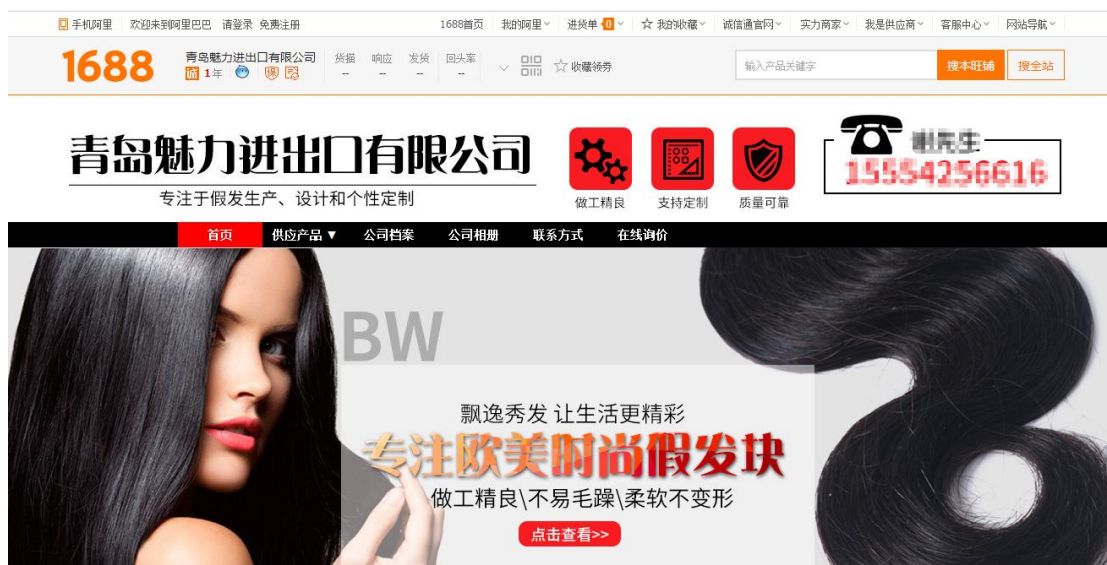 手机阿里 欢迎来到阿里巴巴 请登录 免费注册 1688首页 我的阿里 进货单 0 我的收藏 诚信通官网 实力商家 我是供应商 客服中心 网站导航
1688 青岛魅力进出口有限公司 货描 响应 发货 回头率 收藏领券 输入产品关键字 搜本旺铺 搜全站
1年 -- -- -- --
青岛魅力进出口有限公司
专注于假发生产、设计和个性定制
做工精良 支持定制 质量可靠
首页 供应产品▼ 公司档案 公司相册 联系方式 在线询价
BW
飘逸秀发 让生活更精彩
专注欧美时尚假发块
做工精良\不易毛躁\柔软不变形
点击查看>>